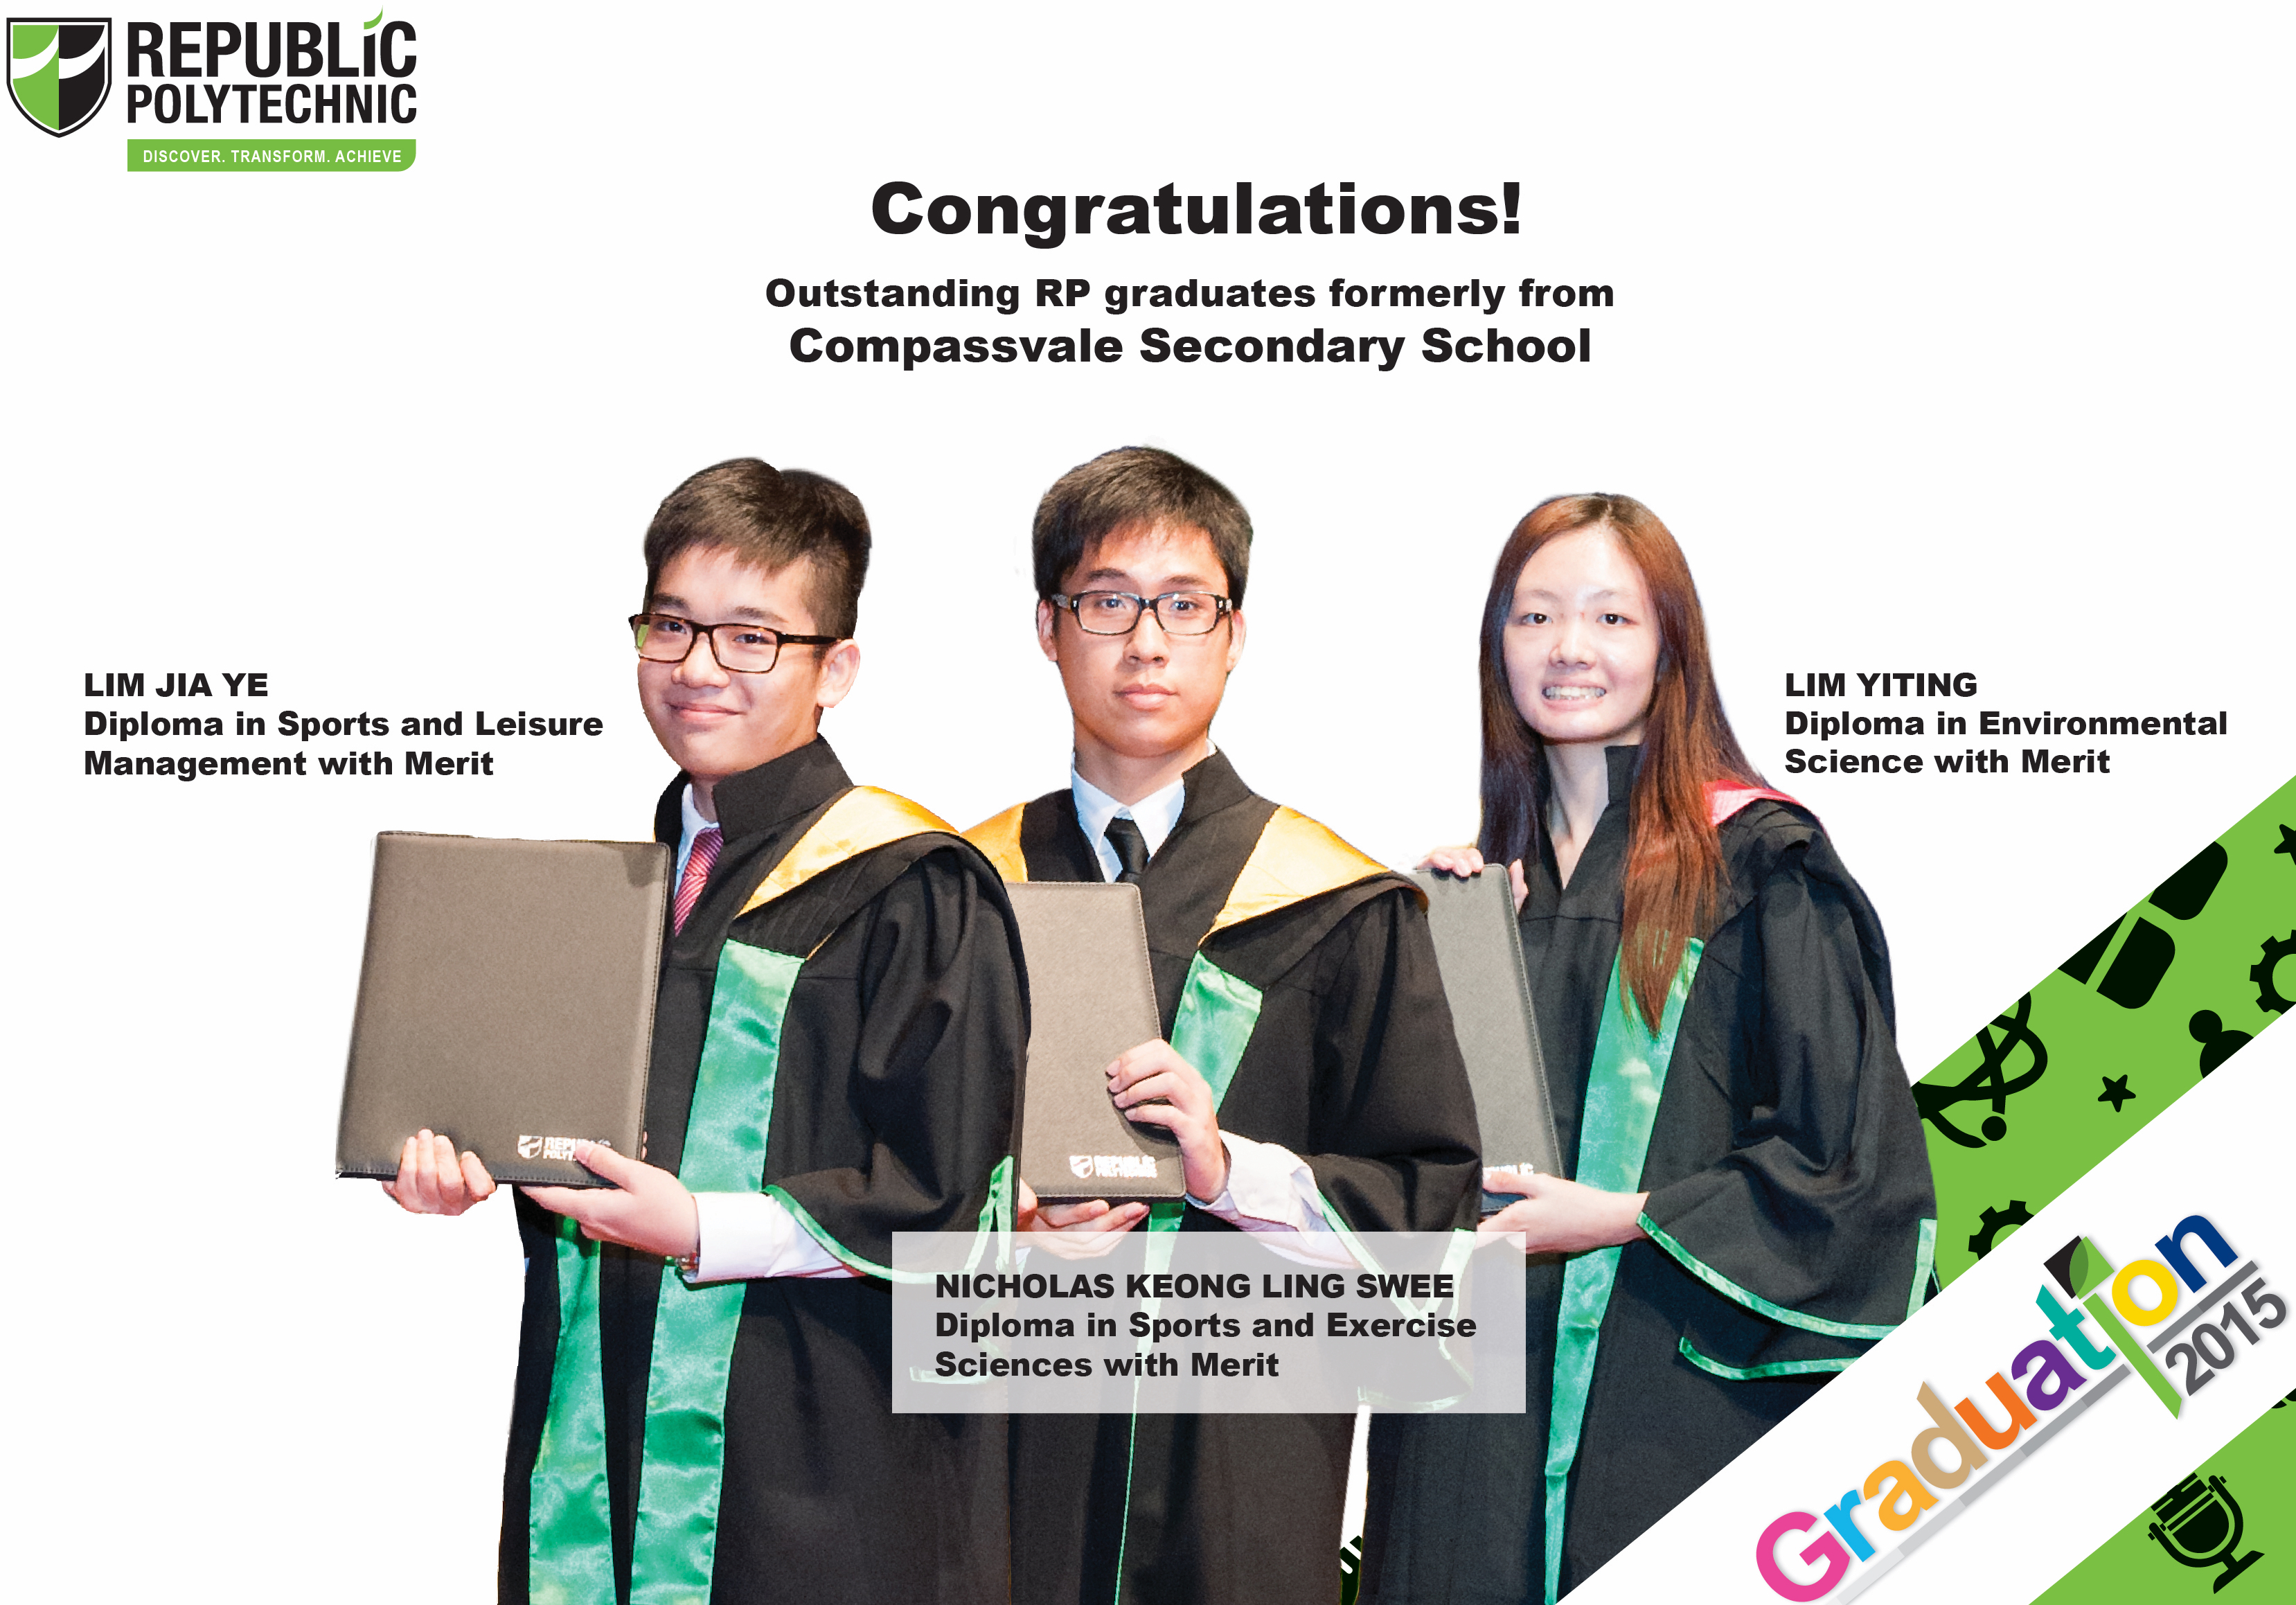 REPUBLIC
POLYTECHNIC
DISCOVER. TRANSFORM. ACHIEVE
Congratulations!
Outstanding RP graduates formerly from
Compassvale Secondary School
LIM JIA YE
Diploma in Sports and Leisure
Management with Merit
LIM YITING
Diploma in Environmental
Science with Merit
REPUBLIC
POLYTECHNIC
NICHOLAS KEONG LING SWEE
Diploma in Sports and Exercise
Sciences with Merit
Graduation
2015